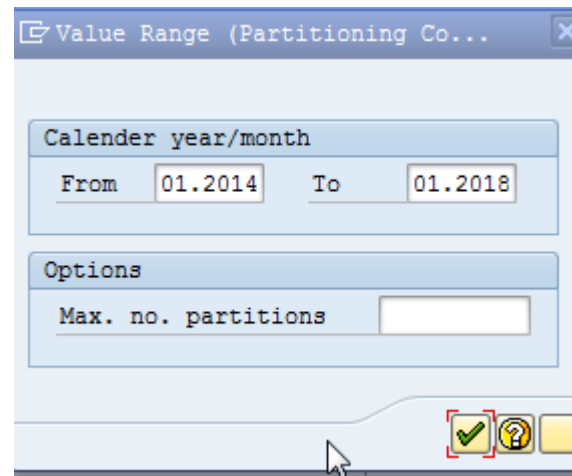 Value Range (Partitioning Co...
Calender year/month
From 01.2014 To 01.2018
Options
Max. no. partitions